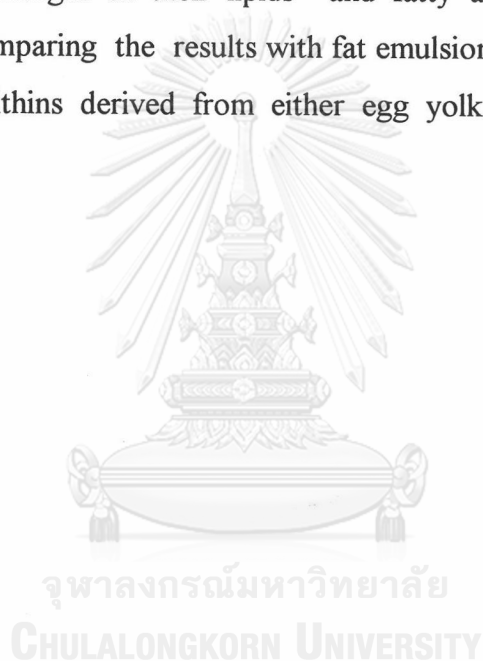 mparing the results with fat emulsion
thins derived from either egg yolk
จุฬาลงกรณ์มหาวิทยาลัย
CHULALONGKORN UNIVERSITY